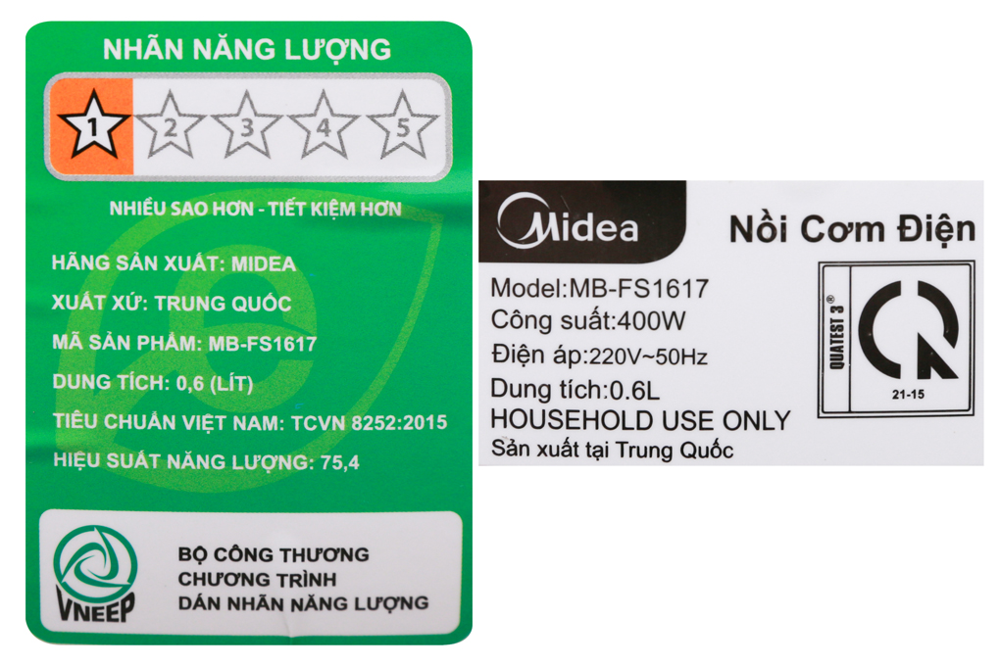 NHÃN NĂNG LƯỢNG
1 2 3 4 5
NHIỀU SAO HƠN - TIẾT KIỆM HƠN
HÃNG SẢN XUẤT: MIDEA
XUẤT XỨ: TRUNG QUỐC
MÃ SẢN PHẨM: MB-FS1617
DUNG TÍCH: 0,6 (LÍT)
TIÊU CHUẨN VIỆT NAM: TCVN 8252:2015
HIỆU SUẤT NĂNG LƯỢNG: 75,4
VNEEP
BỘ CÔNG THƯƠNG
CHƯƠNG TRÌNH
DÁN NHÃN NĂNG LƯỢNG
Midea
Nồi Cơm Điện
Model:MB-FS1617
Công suất:400W
Điện áp:220V~50Hz
Dung tích:0.6L
HOUSEHOLD USE ONLY
Sản xuất tại Trung Quốc
QUATEST 3®
CR
21-15